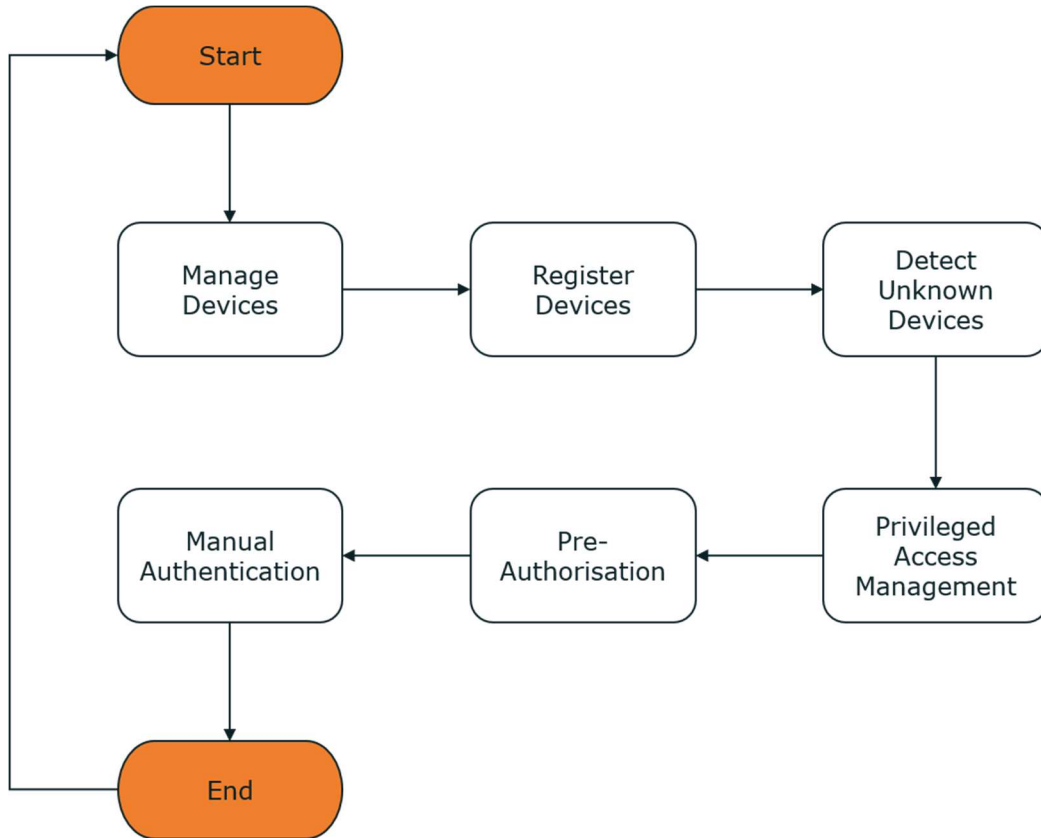 Start
Manage
Devices
Register
Devices
Detect
Unknown
Devices
Privileged
Access
Management
Pre-
Authorisation
Manual
Authentication
End